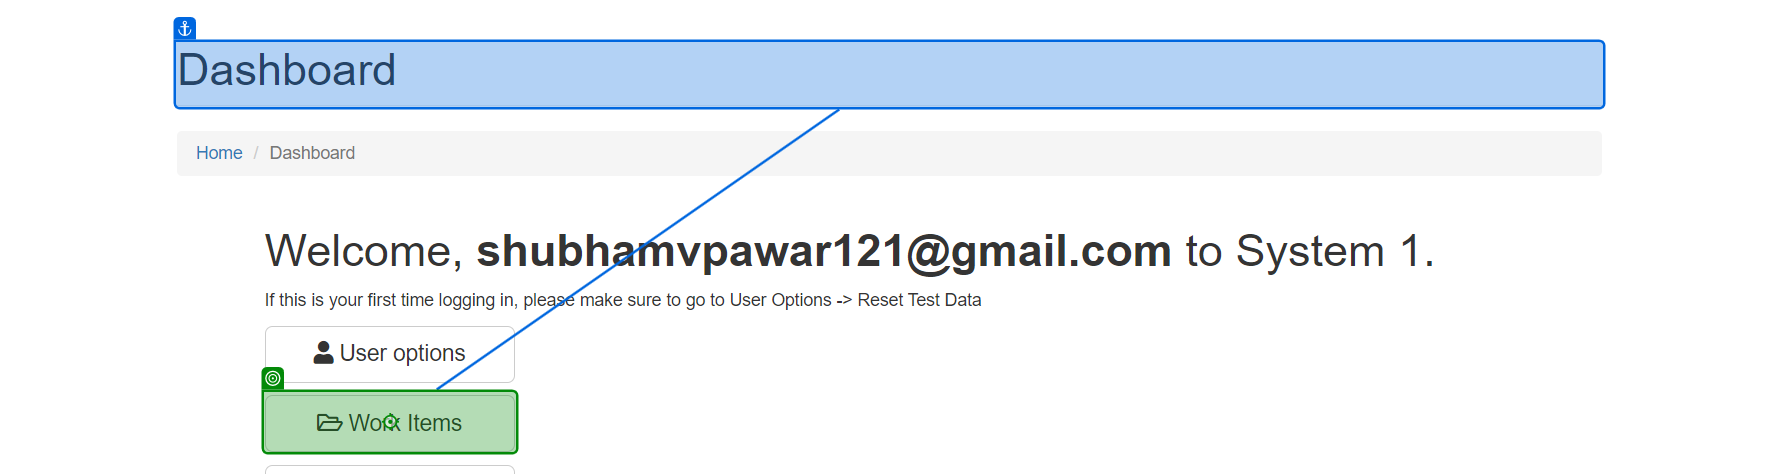 Dashboard
Home / Dashboard
Welcome, shubhamvpawar121@gmail.com to System 1.
If this is your first time logging in, please make sure to go to User Options -> Reset Test Data
User options
Work Items